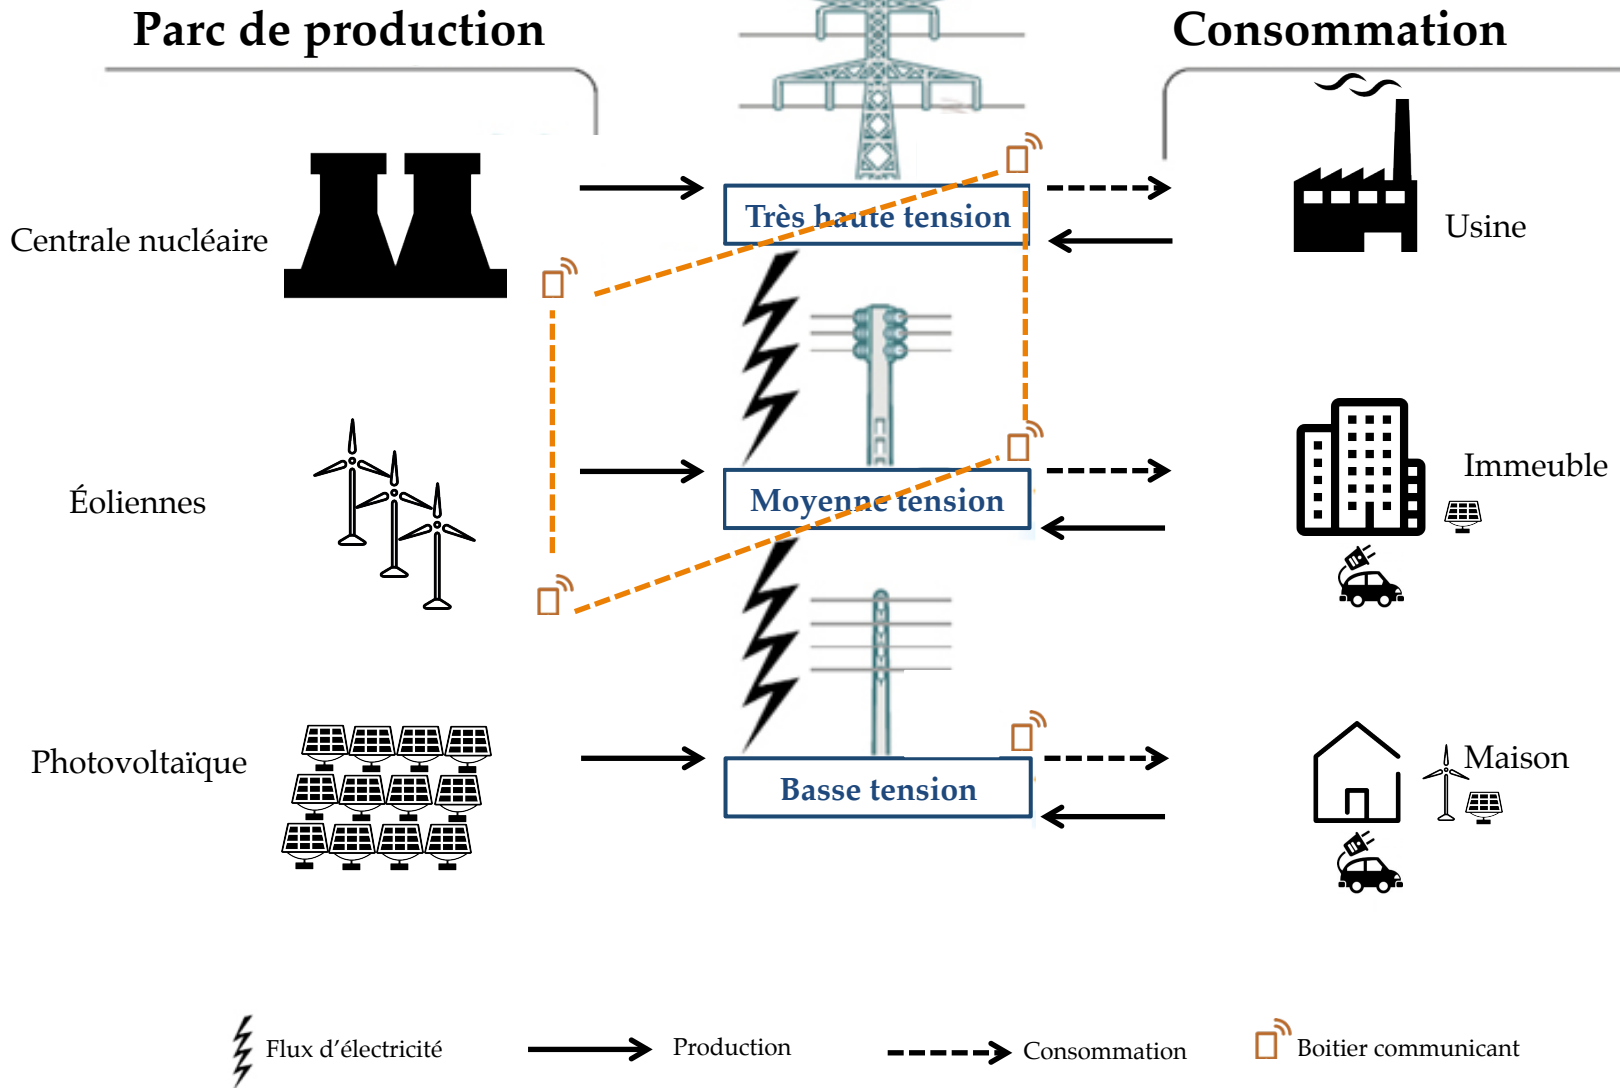 Parc de production
Consommation
Centrale nucléaire
Très haute tension
Usine
Éoliennes
Moyenne tension
Immeuble
Photovoltaïque
Basse tension
Maison
Flux d’électricité
Production
Consommation
Boitier communicant